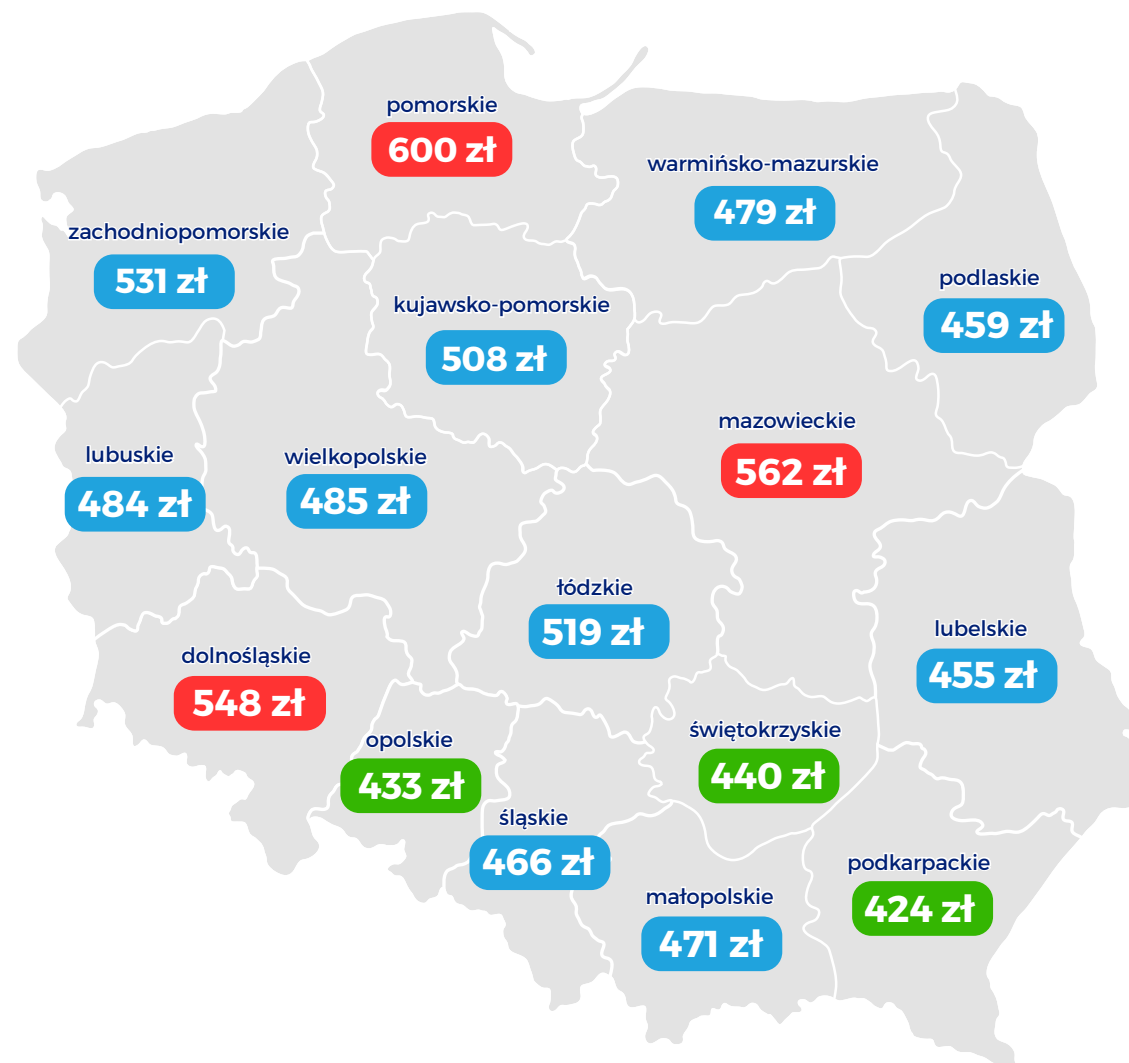 pomorskie
600 zł
warmińsko-mazurskie
479 zł
zachodniopomorskie
531 zł
podlaskie
459 zł
kujawsko-pomorskie
508 zł
mazowieckie
562 zł
lubuskie
484 zł
wielkopolskie
485 zł
łódzkie
519 zł
lubelskie
455 zł
dolnośląskie
548 zł
świętokrzyskie
440 zł
opolskie
433 zł
śląskie
466 zł
podkarpackie
424 zł
małopolskie
471 zł